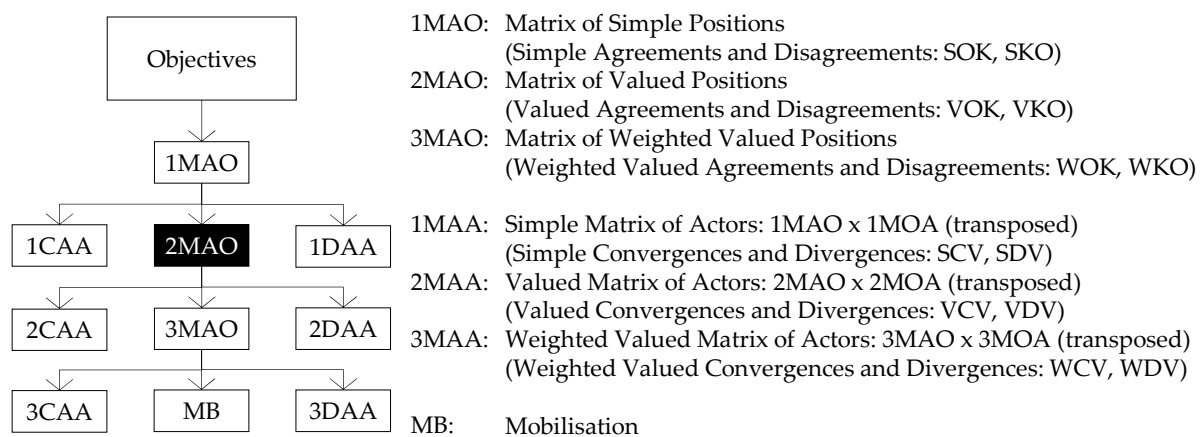 Objectives
1MAO
1CAA
2MAO
1DAA
2CAA
3MAO
2DAA
3CAA
MB
3DAA
1MAO: Matrix of Simple Positions
(Simple Agreements and Disagreements: SOK, SKO)
2MAO: Matrix of Valued Positions
(Valued Agreements and Disagreements: VOK, VKO)
3MAO: Matrix of Weighted Valued Positions
(Weighted Valued Agreements and Disagreements: WOK, WKO)
1MAA: Simple Matrix of Actors: 1MAO x 1MOA (transposed)
(Simple Convergences and Divergences: SCV, SDV)
2MAA: Valued Matrix of Actors: 2MAO x 2MOA (transposed)
(Valued Convergences and Divergences: VCV, VDV)
3MAA: Weighted Valued Matrix of Actors: 3MAO x 3MOA (transposed)
(Weighted Valued Convergences and Divergences: WCV, WDV)
MB: Mobilisation